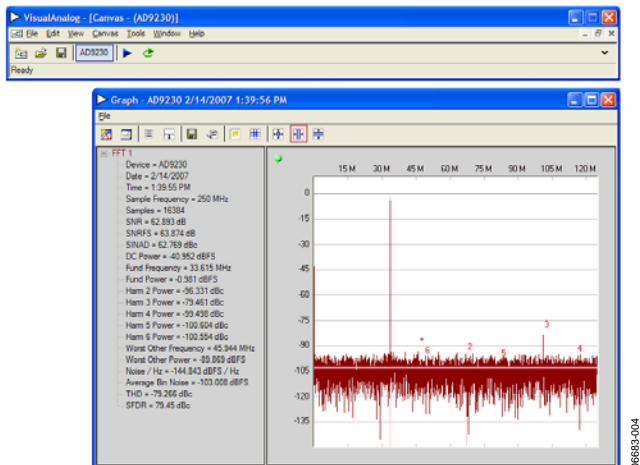 VisualAnalog - [Canvas - (AD9230)]
File Edit View Canvas Tools Window Help
AD9230
Ready
Graph - AD9230 2/14/2007 1:39:56 PM
File
FFT 1
Device = AD9230
Date = 2/14/2007
Time = 1:39:55 PM
Sample Frequency = 250 MHz
Samples = 16384
SNR = 62.893 dB
SNRFS = 63.874 dB
SINAD = 62.769 dBc
DC Power = -40.952 dBFS
Fund Frequency = 33.615 MHz
Fund Power = -0.981 dBFS
Harm 2 Power = -96.331 dBc
Harm 3 Power = -79.461 dBc
Harm 4 Power = -99.498 dBc
Harm 5 Power = -100.604 dBc
Harm 6 Power = -100.554 dBc
Worst Other Frequency = 45.944 MHz
Worst Other Power = -89.869 dBFS
Noise / Hz = -144.843 dBFS / Hz
Average Bin Noise = -103.008 dBFS
THD = -79.266 dBc
SFDR = 79.45 dBc
15 M 30 M 45 M 60 M 75 M 90 M 105 M 120 M
0
-15
-30
-45
-60
-75
-90
-105
-120
-135
+ 6 2 5 3 4
06683-004